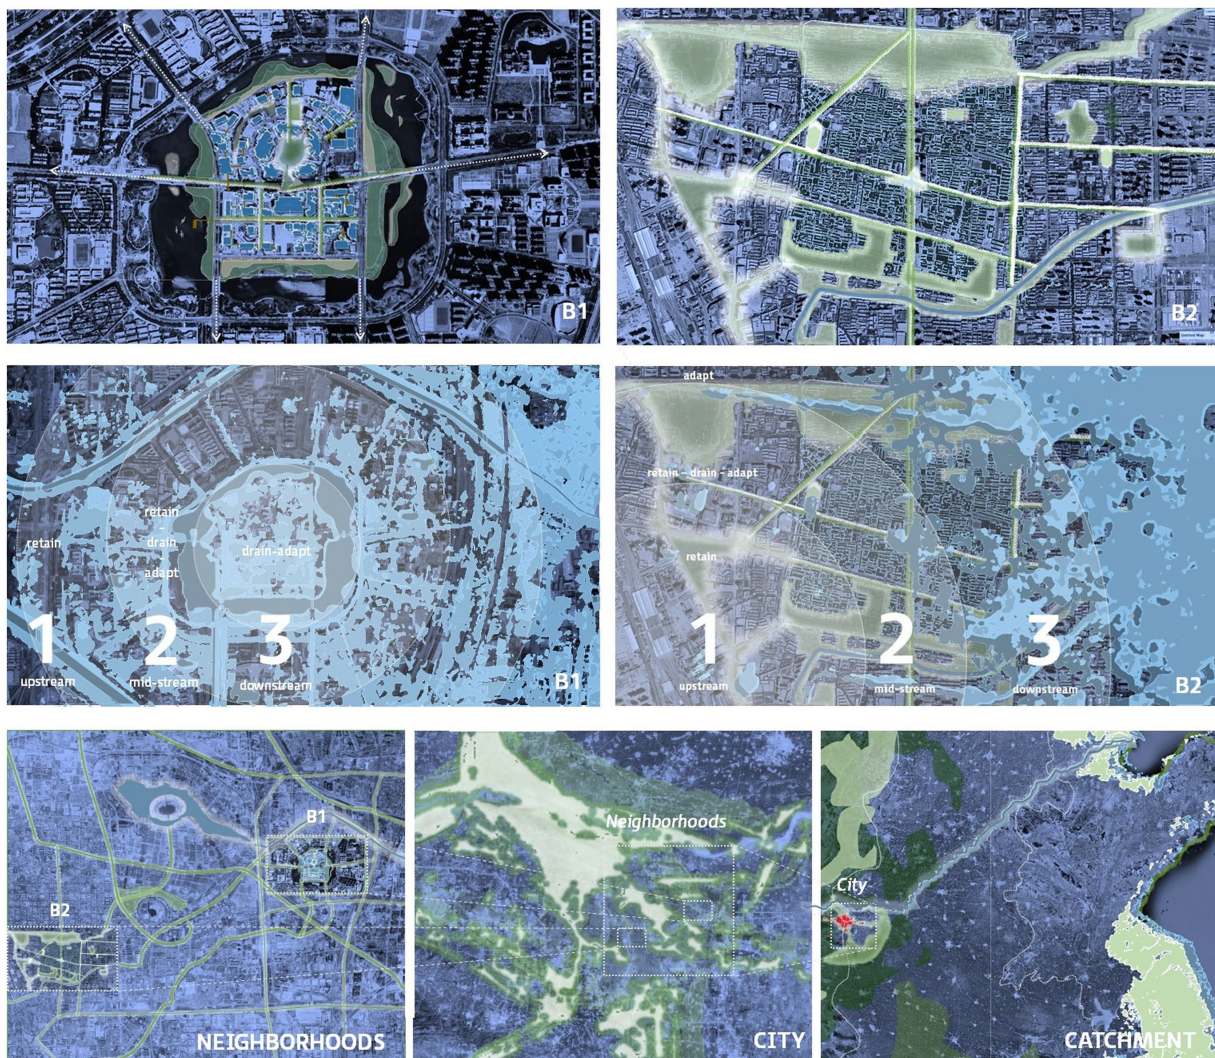 B1
B2
adapt
retain - drain - adapt
retain
retain
-
drain
-
adapt
retain
drain-adapt
1
2
3
upstream
mid-stream
downstream
B1
1
2
3
upstream
mid-stream
downstream
B2
B1
B2
NEIGHBORHOODS
Neighborhoods
CITY
City
CATCHMENT